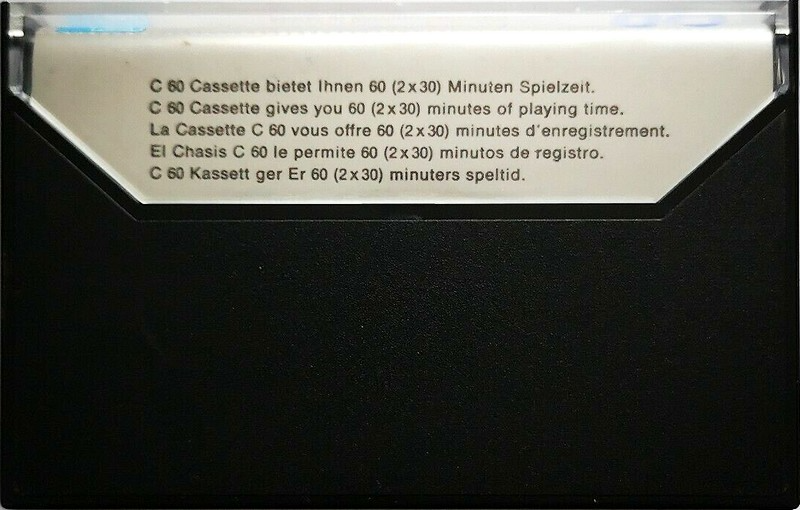 C 60 Cassette bietet Ihnen 60 (2x30) Minuten Spielzeit.
C 60 Cassette gives you 60 (2x30) minutes of playing time.
La Cassette C 60 vous offre 60 (2x30) minutes d'enregistrement.
El Chasis C 60 le permite 60 (2x30) minutos de registro.
C 60 Kassett ger Er 60 (2x30) minuters speltid.